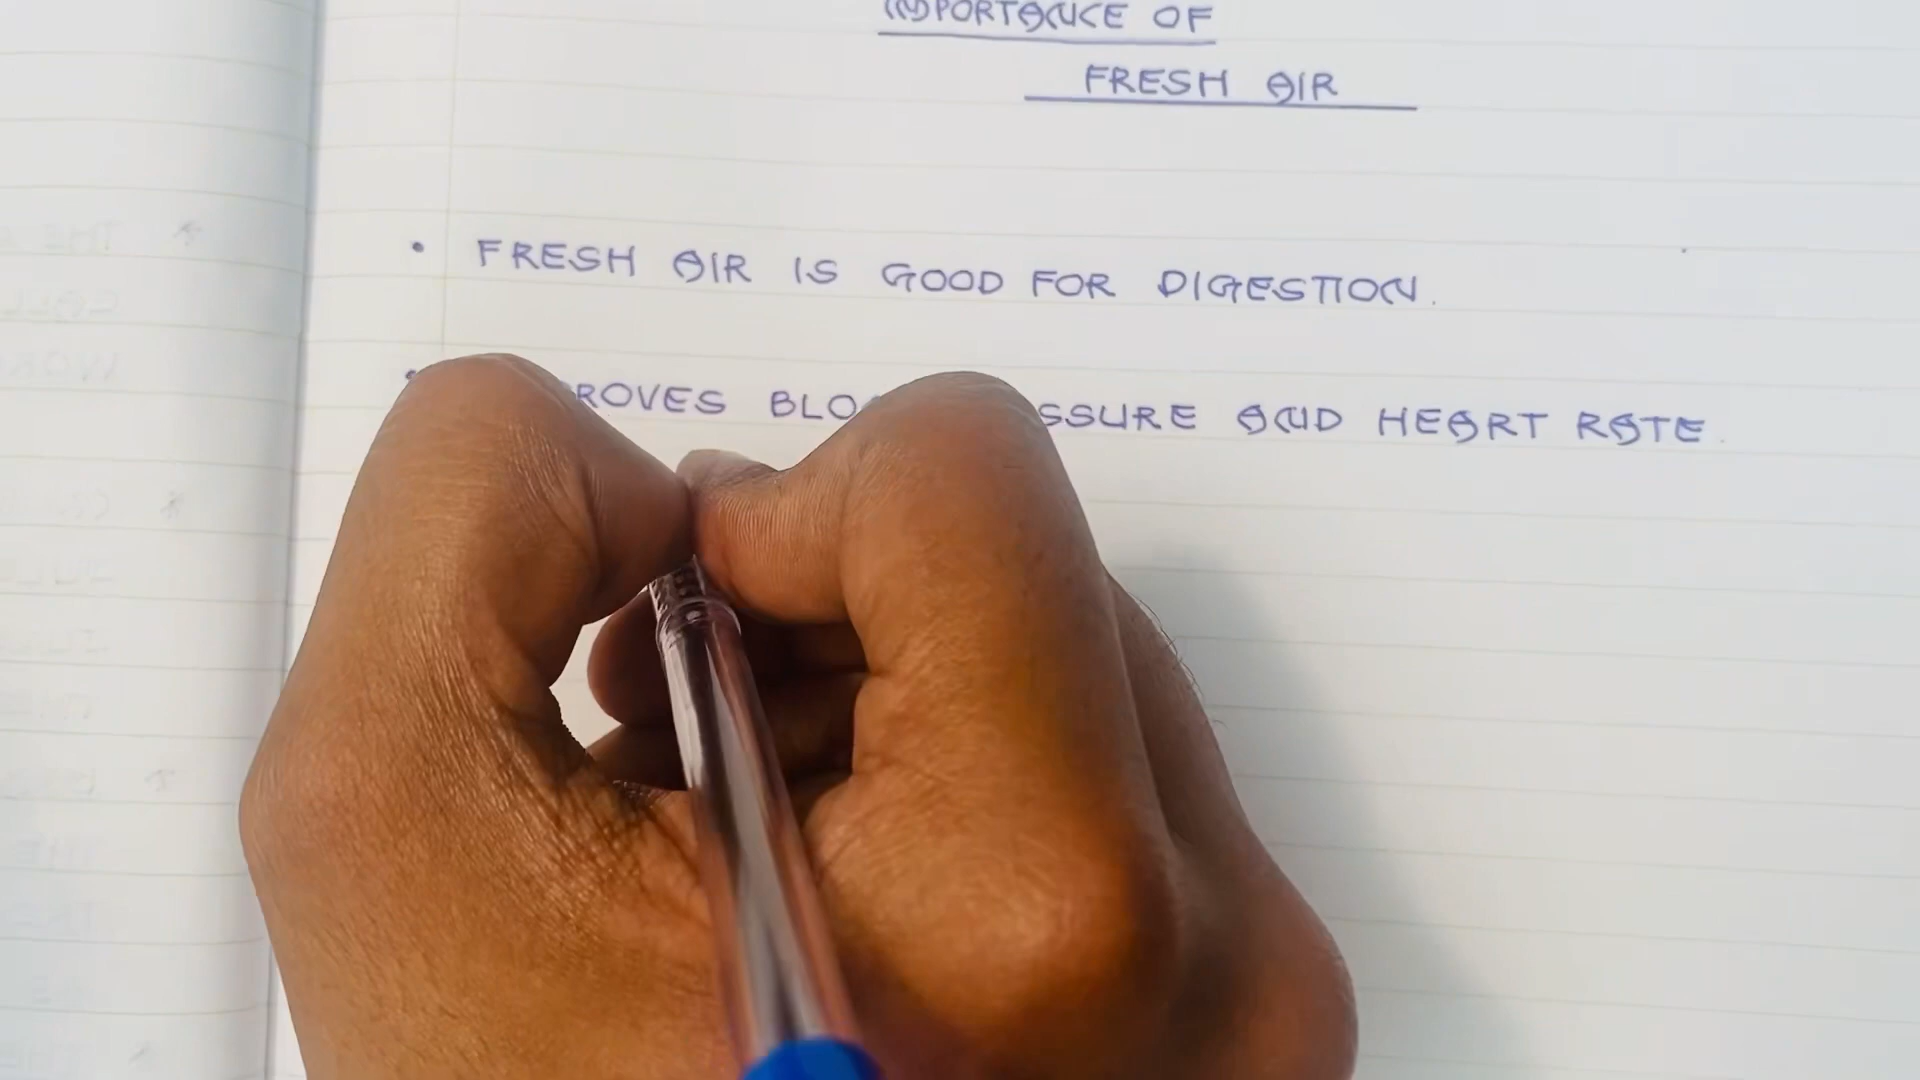 IMPORTANCE OF
FRESH AIR
• FRESH AIR IS GOOD FOR DIGESTION.
• ROVES BLO SSURE AND HEART RATE.